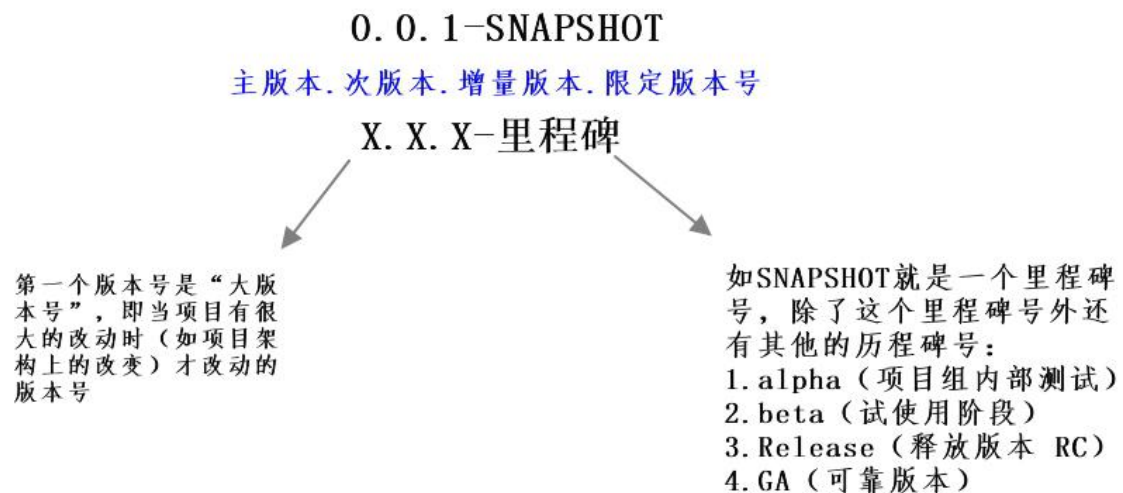 0.0.1-SNAPSHOT
主版本.次版本.增量版本.限定版本号
X.X.X-里程碑
第一个版本号是“大版
本号”，即当项目有很
大的改动时（如项目架
构上的改变）才改动的
版本号
如SNAPSHOT就是一个里程碑
号，除了这个里程碑号外还
有其他的历程碑号：
1.alpha（项目组内部测试）
2.beta（试使用阶段）
3.Release（释放版本 RC）
4.GA（可靠版本）